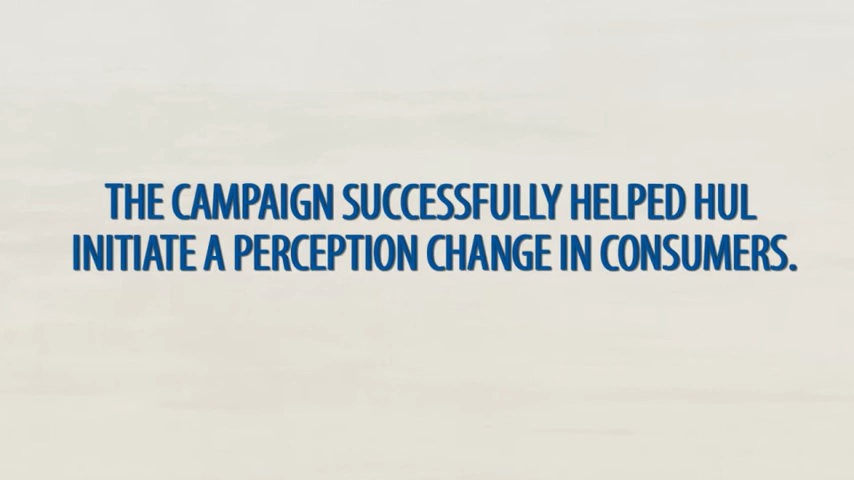 THE CAMPAIGN SUCCESSFULLY HELPED HUL
INITIATE A PERCEPTION CHANGE IN CONSUMERS.